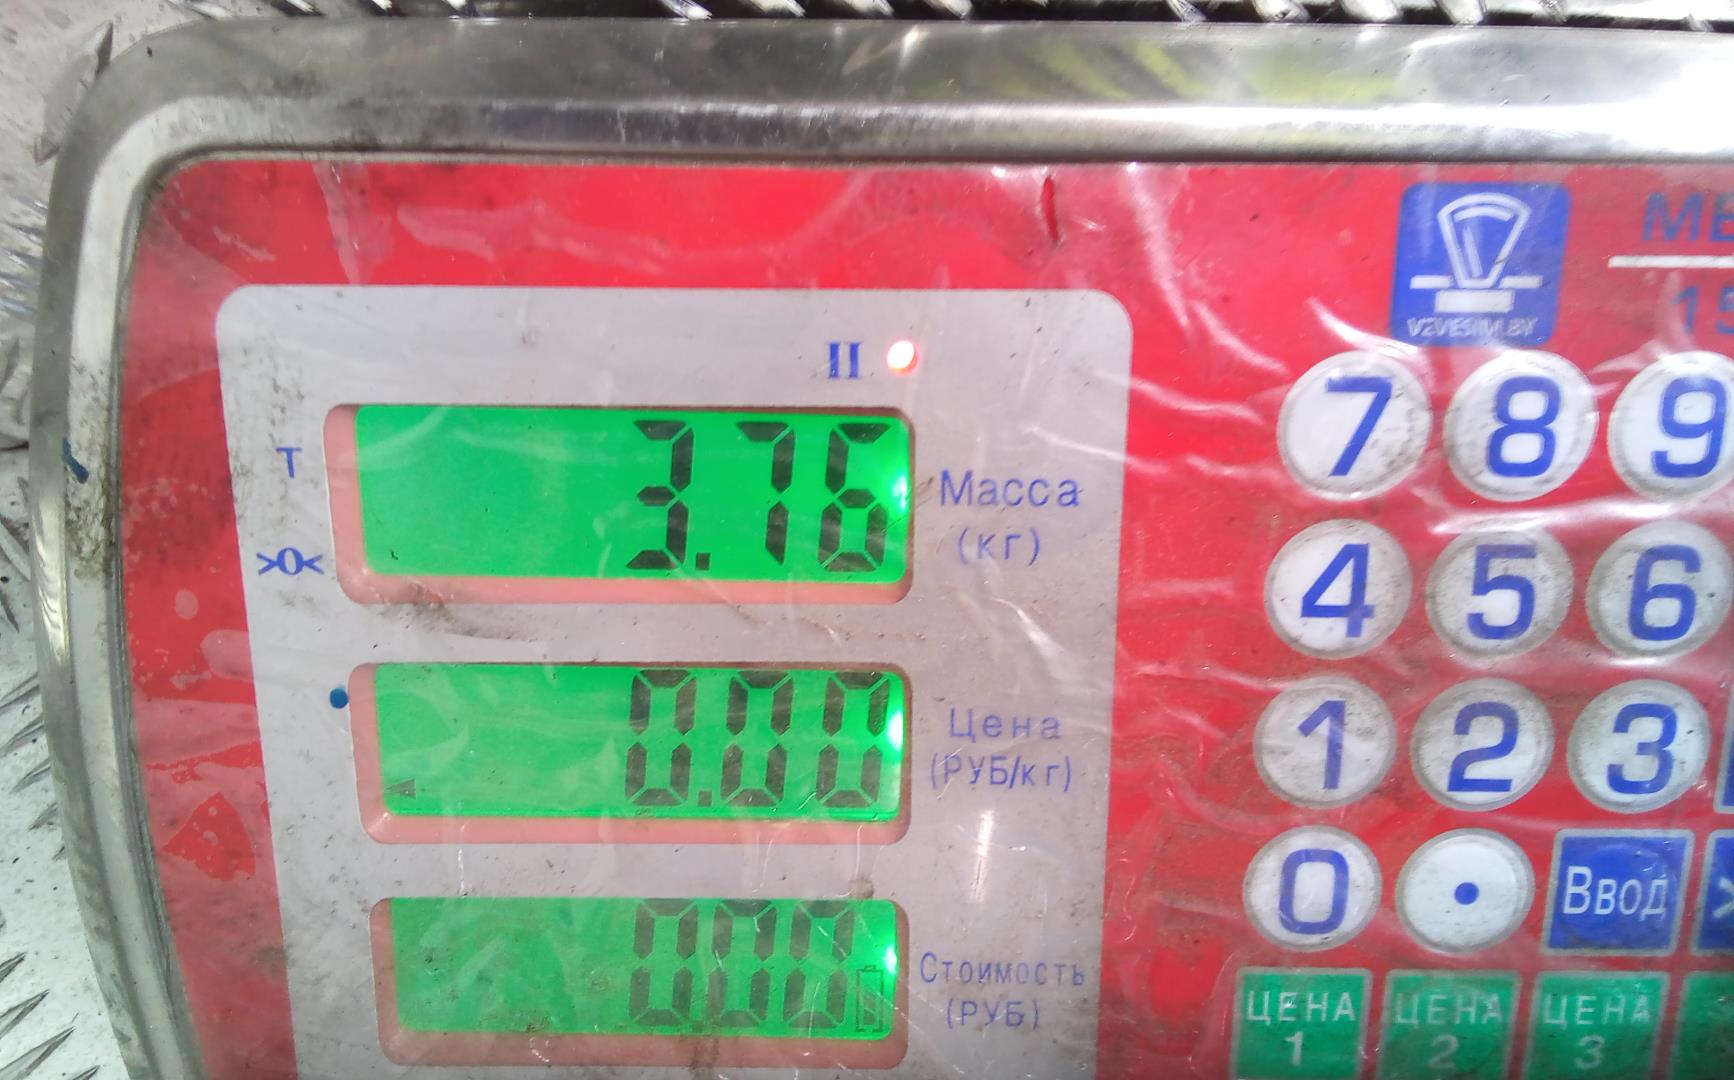 II
T
3.76
Масса
(кг)
>0<
0.00
Цена
(РУБ/кг)
0.00
Стоимость
(РУБ)
V2VESIM.BY
7 8 9
4 5 6
1 2 3
0 • Ввод
ЦЕНА 1
ЦЕНА 2
ЦЕНА 3